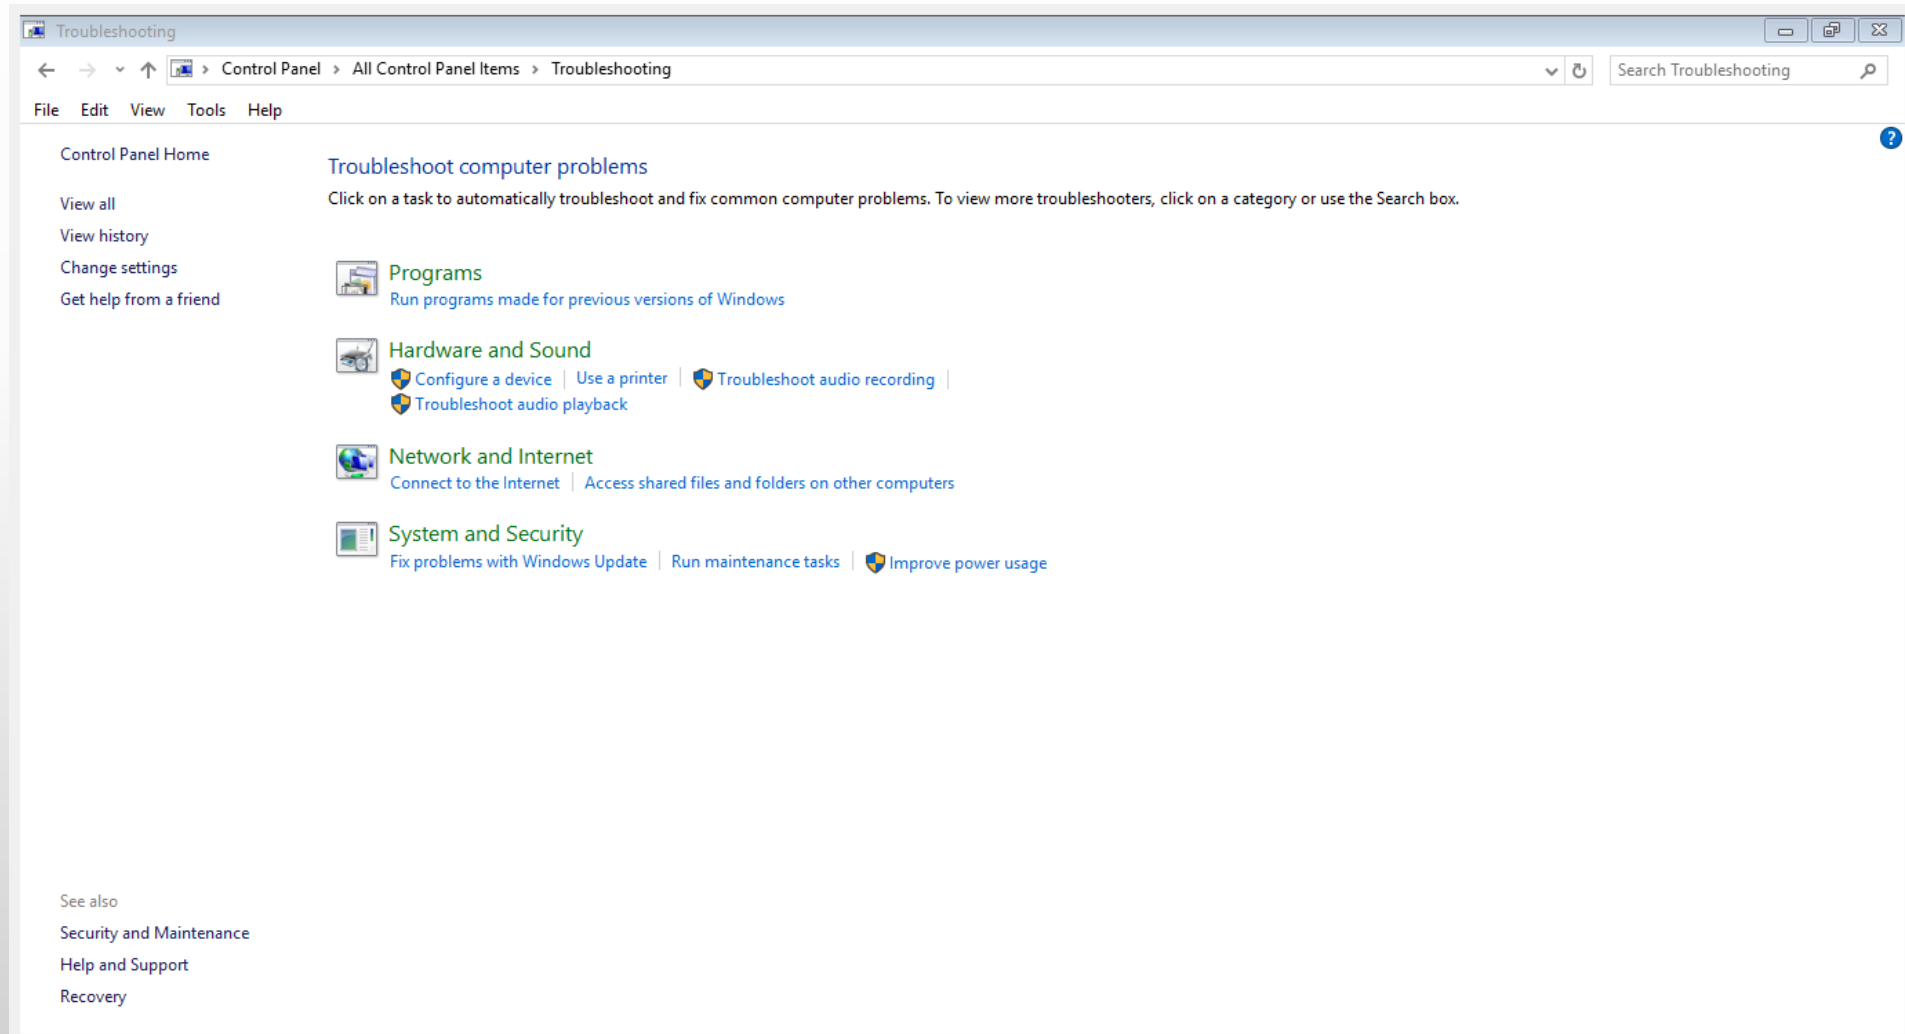 Troubleshooting
Control Panel > All Control Panel Items > Troubleshooting
Search Troubleshooting
File Edit View Tools Help
?
Control Panel Home
View all
View history
Change settings
Get help from a friend
Troubleshoot computer problems
Click on a task to automatically troubleshoot and fix common computer problems. To view more troubleshooters, click on a category or use the Search box.
Programs
Run programs made for previous versions of Windows
Hardware and Sound
Configure a device | Use a printer | Troubleshoot audio recording |
Troubleshoot audio playback
Network and Internet
Connect to the Internet | Access shared files and folders on other computers
System and Security
Fix problems with Windows Update | Run maintenance tasks | Improve power usage
See also
Security and Maintenance
Help and Support
Recovery